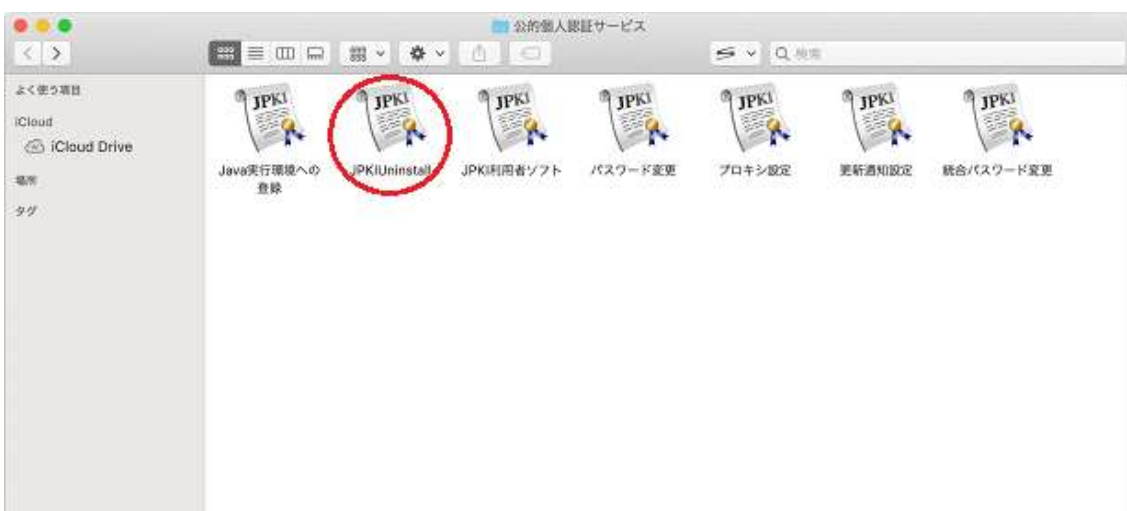 公的個人認証サービス
検索
よく使う項目
iCloud
iCloud Drive
場所
タグ
JPKI
JPKI
JPKI
JPKI
JPKI
JPKI
JPKI
Java実行環境への
登録
JPKIUninstall
JPKI利用者ソフト
パスワード変更
プロキシ設定
更新通知設定
統合パスワード変更